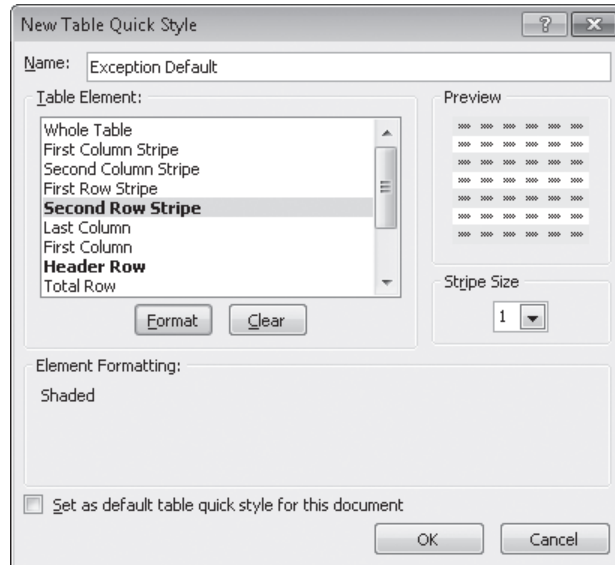 New Table Quick Style
Name: Exception Default
Table Element:
Whole Table
First Column Stripe
Second Column Stripe
First Row Stripe
Second Row Stripe
Last Column
First Column
Header Row
Total Row
Format Clear
Preview
Stripe Size
1
Element Formatting:
Shaded
Set as default table quick style for this document
OK Cancel